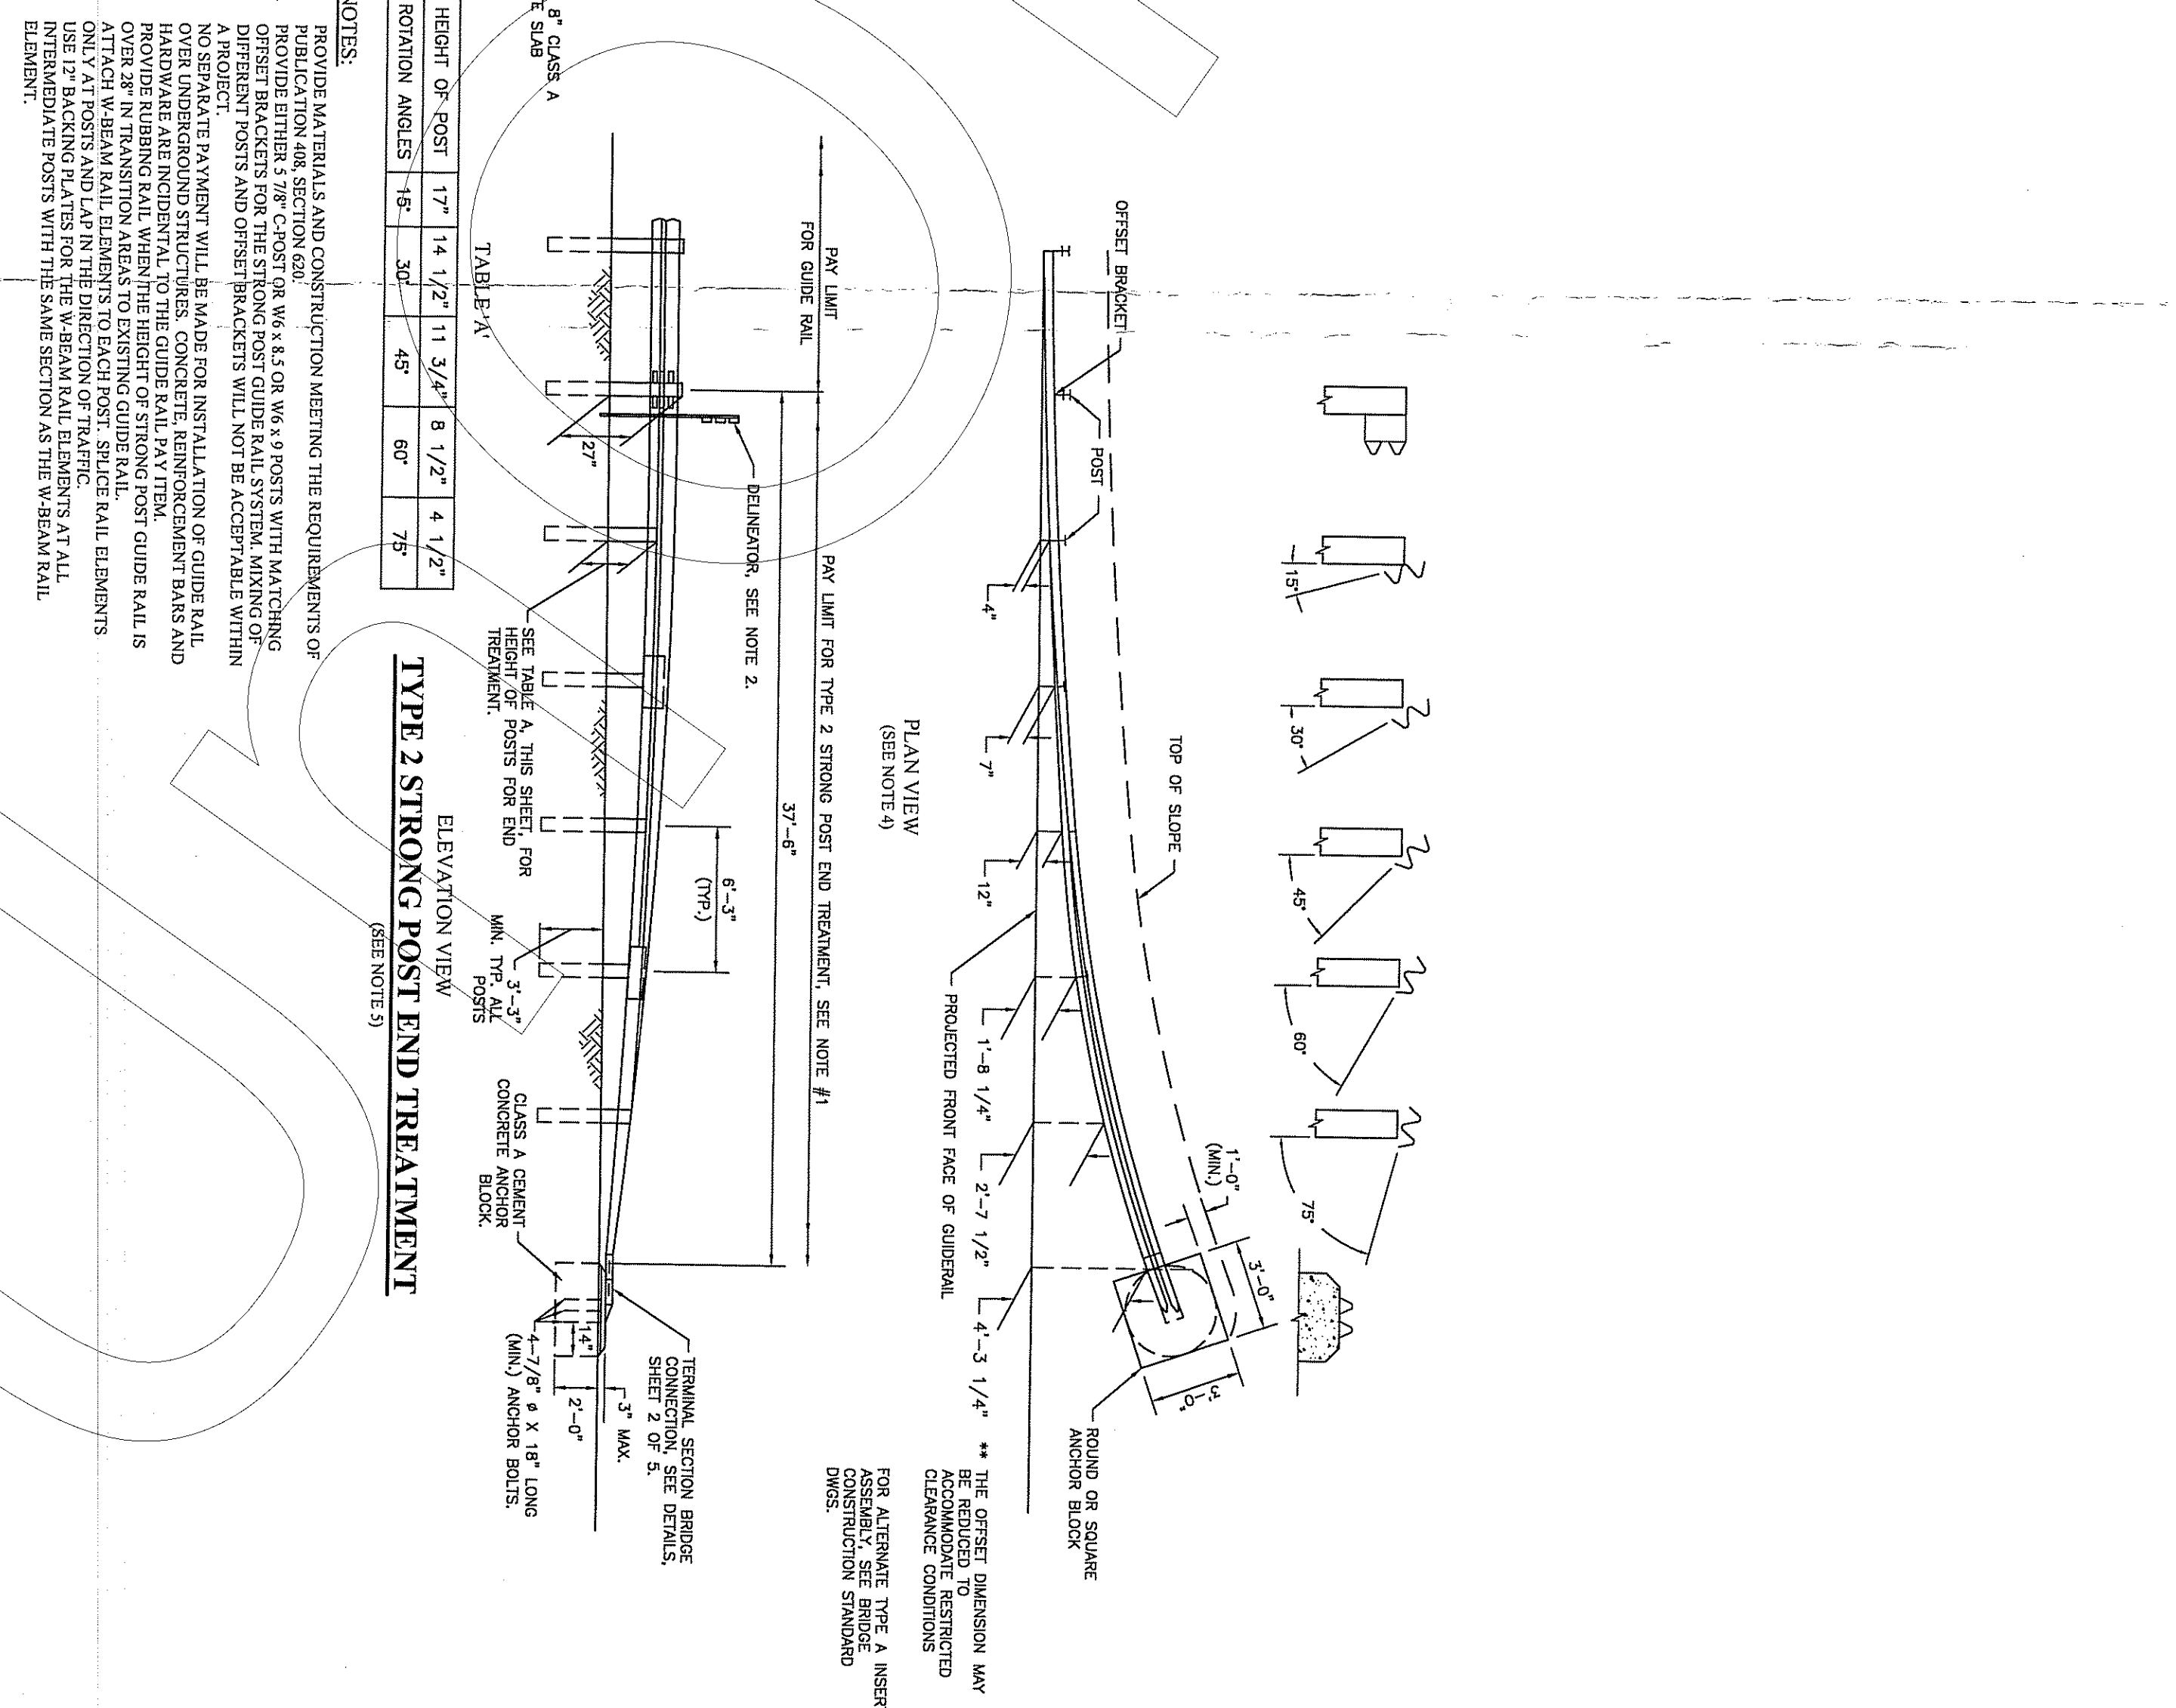 15°
30°
45°
60°
75°
OFFSET BRACKET
POST
TOP OF SLOPE
1'-0"
(MIN.)
3'-0"
3'-0"
ROUND OR SQUARE
ANCHOR BLOCK
4"
7"
12"
1'-8 1/4"
2'-7 1/2"
4'-3 1/4"
** THE OFFSET DIMENSION MAY
BE REDUCED TO
ACCOMMODATE RESTRICTED
CLEARANCE CONDITIONS
PROJECTED FRONT FACE OF GUIDERAIL
PLAN VIEW
(SEE NOTE 4)
FOR ALTERNATE TYPE A INSERT
ASSEMBLY, SEE BRIDGE
CONSTRUCTION STANDARD
DWGS.
PAY LIMIT
FOR GUIDE RAIL
PAY LIMIT FOR TYPE 2 STRONG POST END TREATMENT, SEE NOTE #1
37'-6"
DELINEATOR, SEE NOTE 2.
6'-3"
(TYP.)
27"
TERMINAL SECTION BRIDGE
CONNECTION, SEE DETAILS,
SHEET 2 OF 5.
3" MAX.
2'-0"
14"
4-7/8" ø X 18" LONG
(MIN.) ANCHOR BOLTS.
SEE TABLE A, THIS SHEET, FOR
HEIGHT OF POSTS FOR END
TREATMENT.
3'-3"
MIN. TYP. ALL
POSTS
CLASS A CEMENT
CONCRETE ANCHOR
BLOCK.
8" CLASS A
E SLAB
TABLE 'A'
HEIGHT OF POST 17" 14 1/2" 11 3/4" 8 1/2" 4 1/2"
ROTATION ANGLES 15° 30° 45° 60° 75°
ELEVATION VIEW
TYPE 2 STRONG POST END TREATMENT
(SEE NOTE 5)
NOTES:
PROVIDE MATERIALS AND CONSTRUCTION MEETING THE REQUIREMENTS OF
PUBLICATION 408, SECTION 620.
PROVIDE EITHER 5 7/8" C-POST OR W6 x 8.5 OR W6 x 9 POSTS WITH MATCHING
OFFSET BRACKETS FOR THE STRONG POST GUIDE RAIL SYSTEM. MIXING OF
DIFFERENT POSTS AND OFFSET BRACKETS WILL NOT BE ACCEPTABLE WITHIN
A PROJECT.
NO SEPARATE PAYMENT WILL BE MADE FOR INSTALLATION OF GUIDE RAIL
OVER UNDERGROUND STRUCTURES. CONCRETE, REINFORCEMENT BARS AND
HARDWARE ARE INCIDENTAL TO THE GUIDE RAIL PAY ITEM.
PROVIDE RUBBING RAIL WHEN THE HEIGHT OF STRONG POST GUIDE RAIL IS
OVER 28" IN TRANSITION AREAS TO EXISTING GUIDE RAIL.
ATTACH W-BEAM RAIL ELEMENTS TO EACH POST. SPLICE RAIL ELEMENTS
ONLY AT POSTS AND LAP IN THE DIRECTION OF TRAFFIC.
USE 12" BACKING PLATES FOR THE W-BEAM RAIL ELEMENTS AT ALL
INTERMEDIATE POSTS WITH THE SAME SECTION AS THE W-BEAM RAIL
ELEMENT.